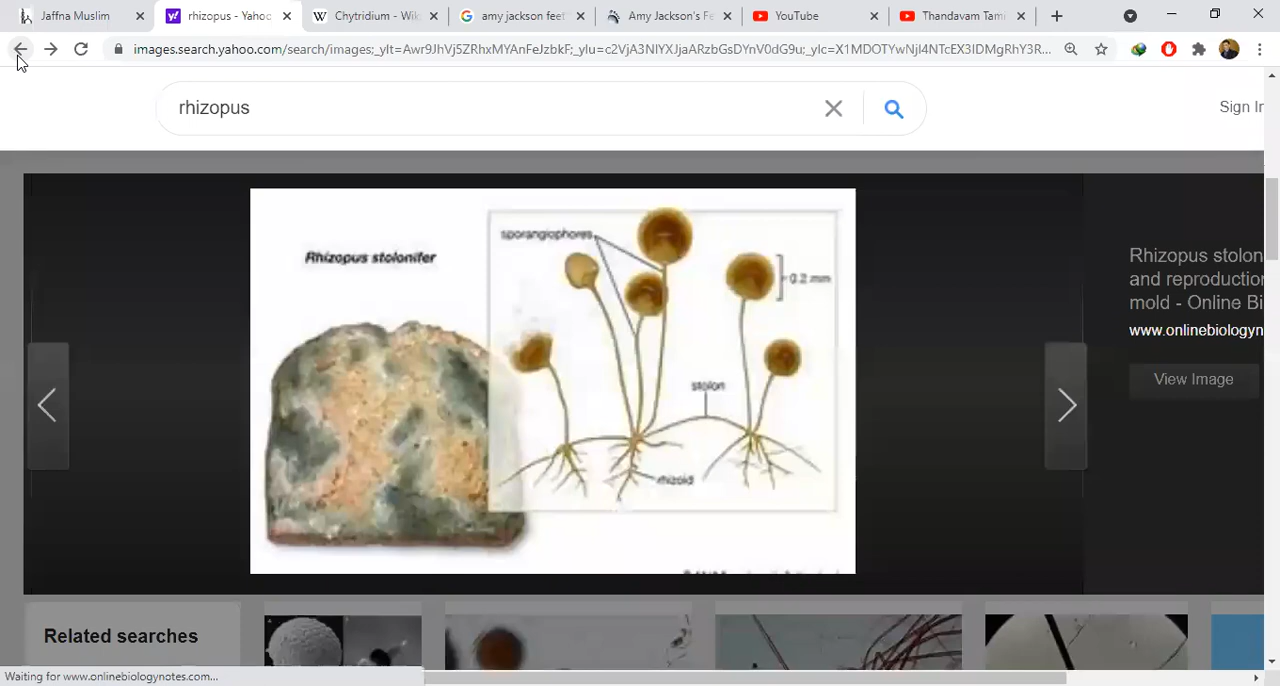 Jaffna Muslim
rhizopus - Yahoo
Chytridium - Wiki
amy jackson feet
Amy Jackson's Fe
YouTube
Thandavam Tami
images.search.yahoo.com/search/images;_ylt=Awr9JhVj5ZRhxMYAnFeJzbkF;_ylu=c2VjA3NlYXJjaARzbGsDYnV0dG9u;_ylc=X1MDOTYwNjI4NTcEX3IDMgRhY3R...
rhizopus
Sign In
Rhizopus stolonifer
sporangiophores
0.2 mm
stolon
rhizoid
Rhizopus stolon
and reproduction
mold - Online Bi
www.onlinebiologyn
View Image
Related searches
Waiting for www.onlinebiologynotes.com...